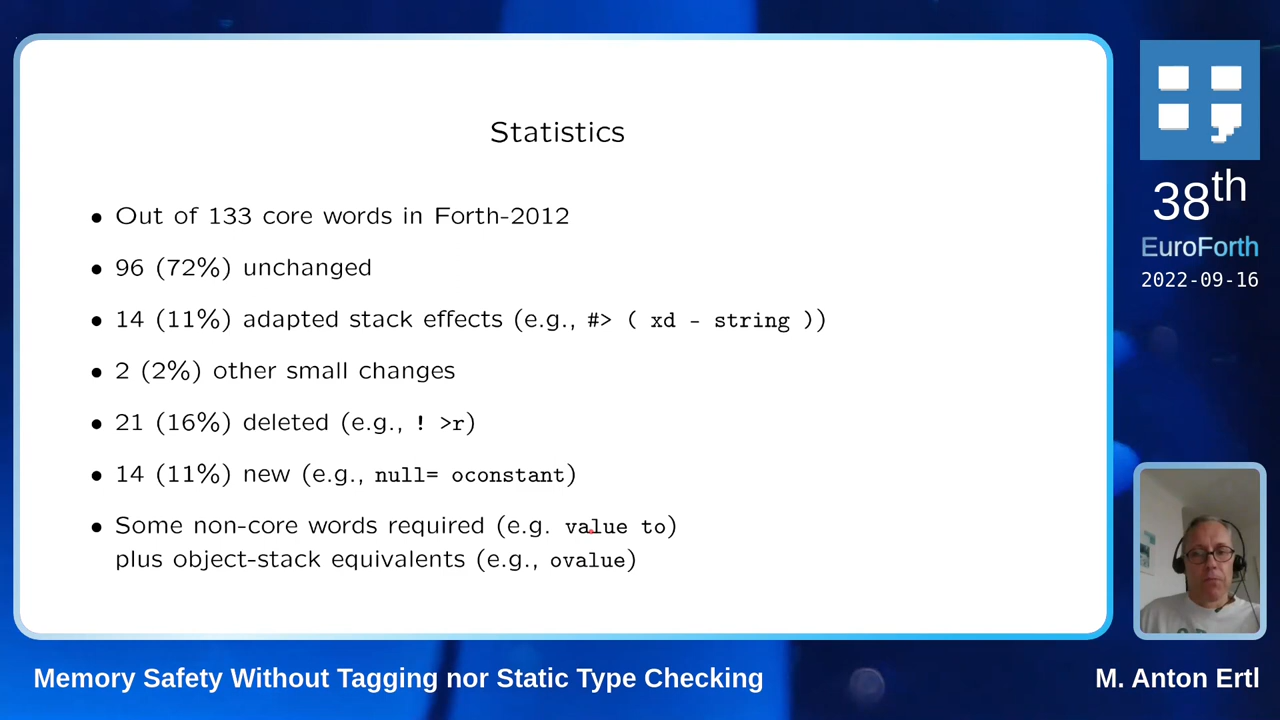 Statistics
• Out of 133 core words in Forth-2012
• 96 (72%) unchanged
• 14 (11%) adapted stack effects (e.g., #> ( xd - string ))
• 2 (2%) other small changes
• 21 (16%) deleted (e.g., ! >r)
• 14 (11%) new (e.g., null= oconstant)
• Some non-core words required (e.g. value to)
plus object-stack equivalents (e.g., ovalue)
38th
EuroForth
2022-09-16
Memory Safety Without Tagging nor Static Type Checking
M. Anton Ertl